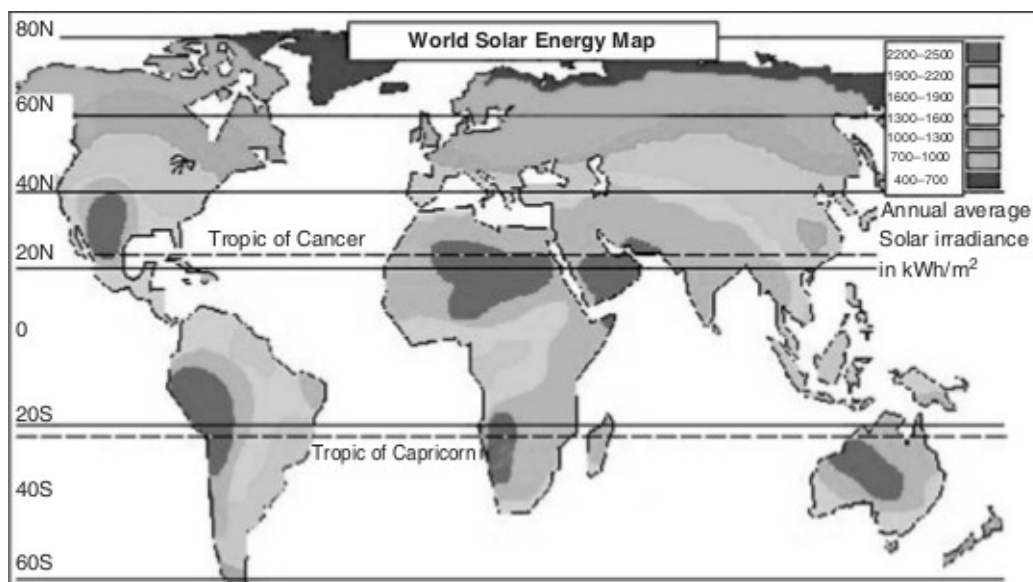 80N
World Solar Energy Map
2200–2500
1900–2200
1600–1900
60N
1300–1600
1000–1300
700–1000
400–700
40N
Annual average
Tropic of Cancer
Solar irradiance
20N
in kWh/m²
0
20S
Tropic of Capricorn
40S
60S